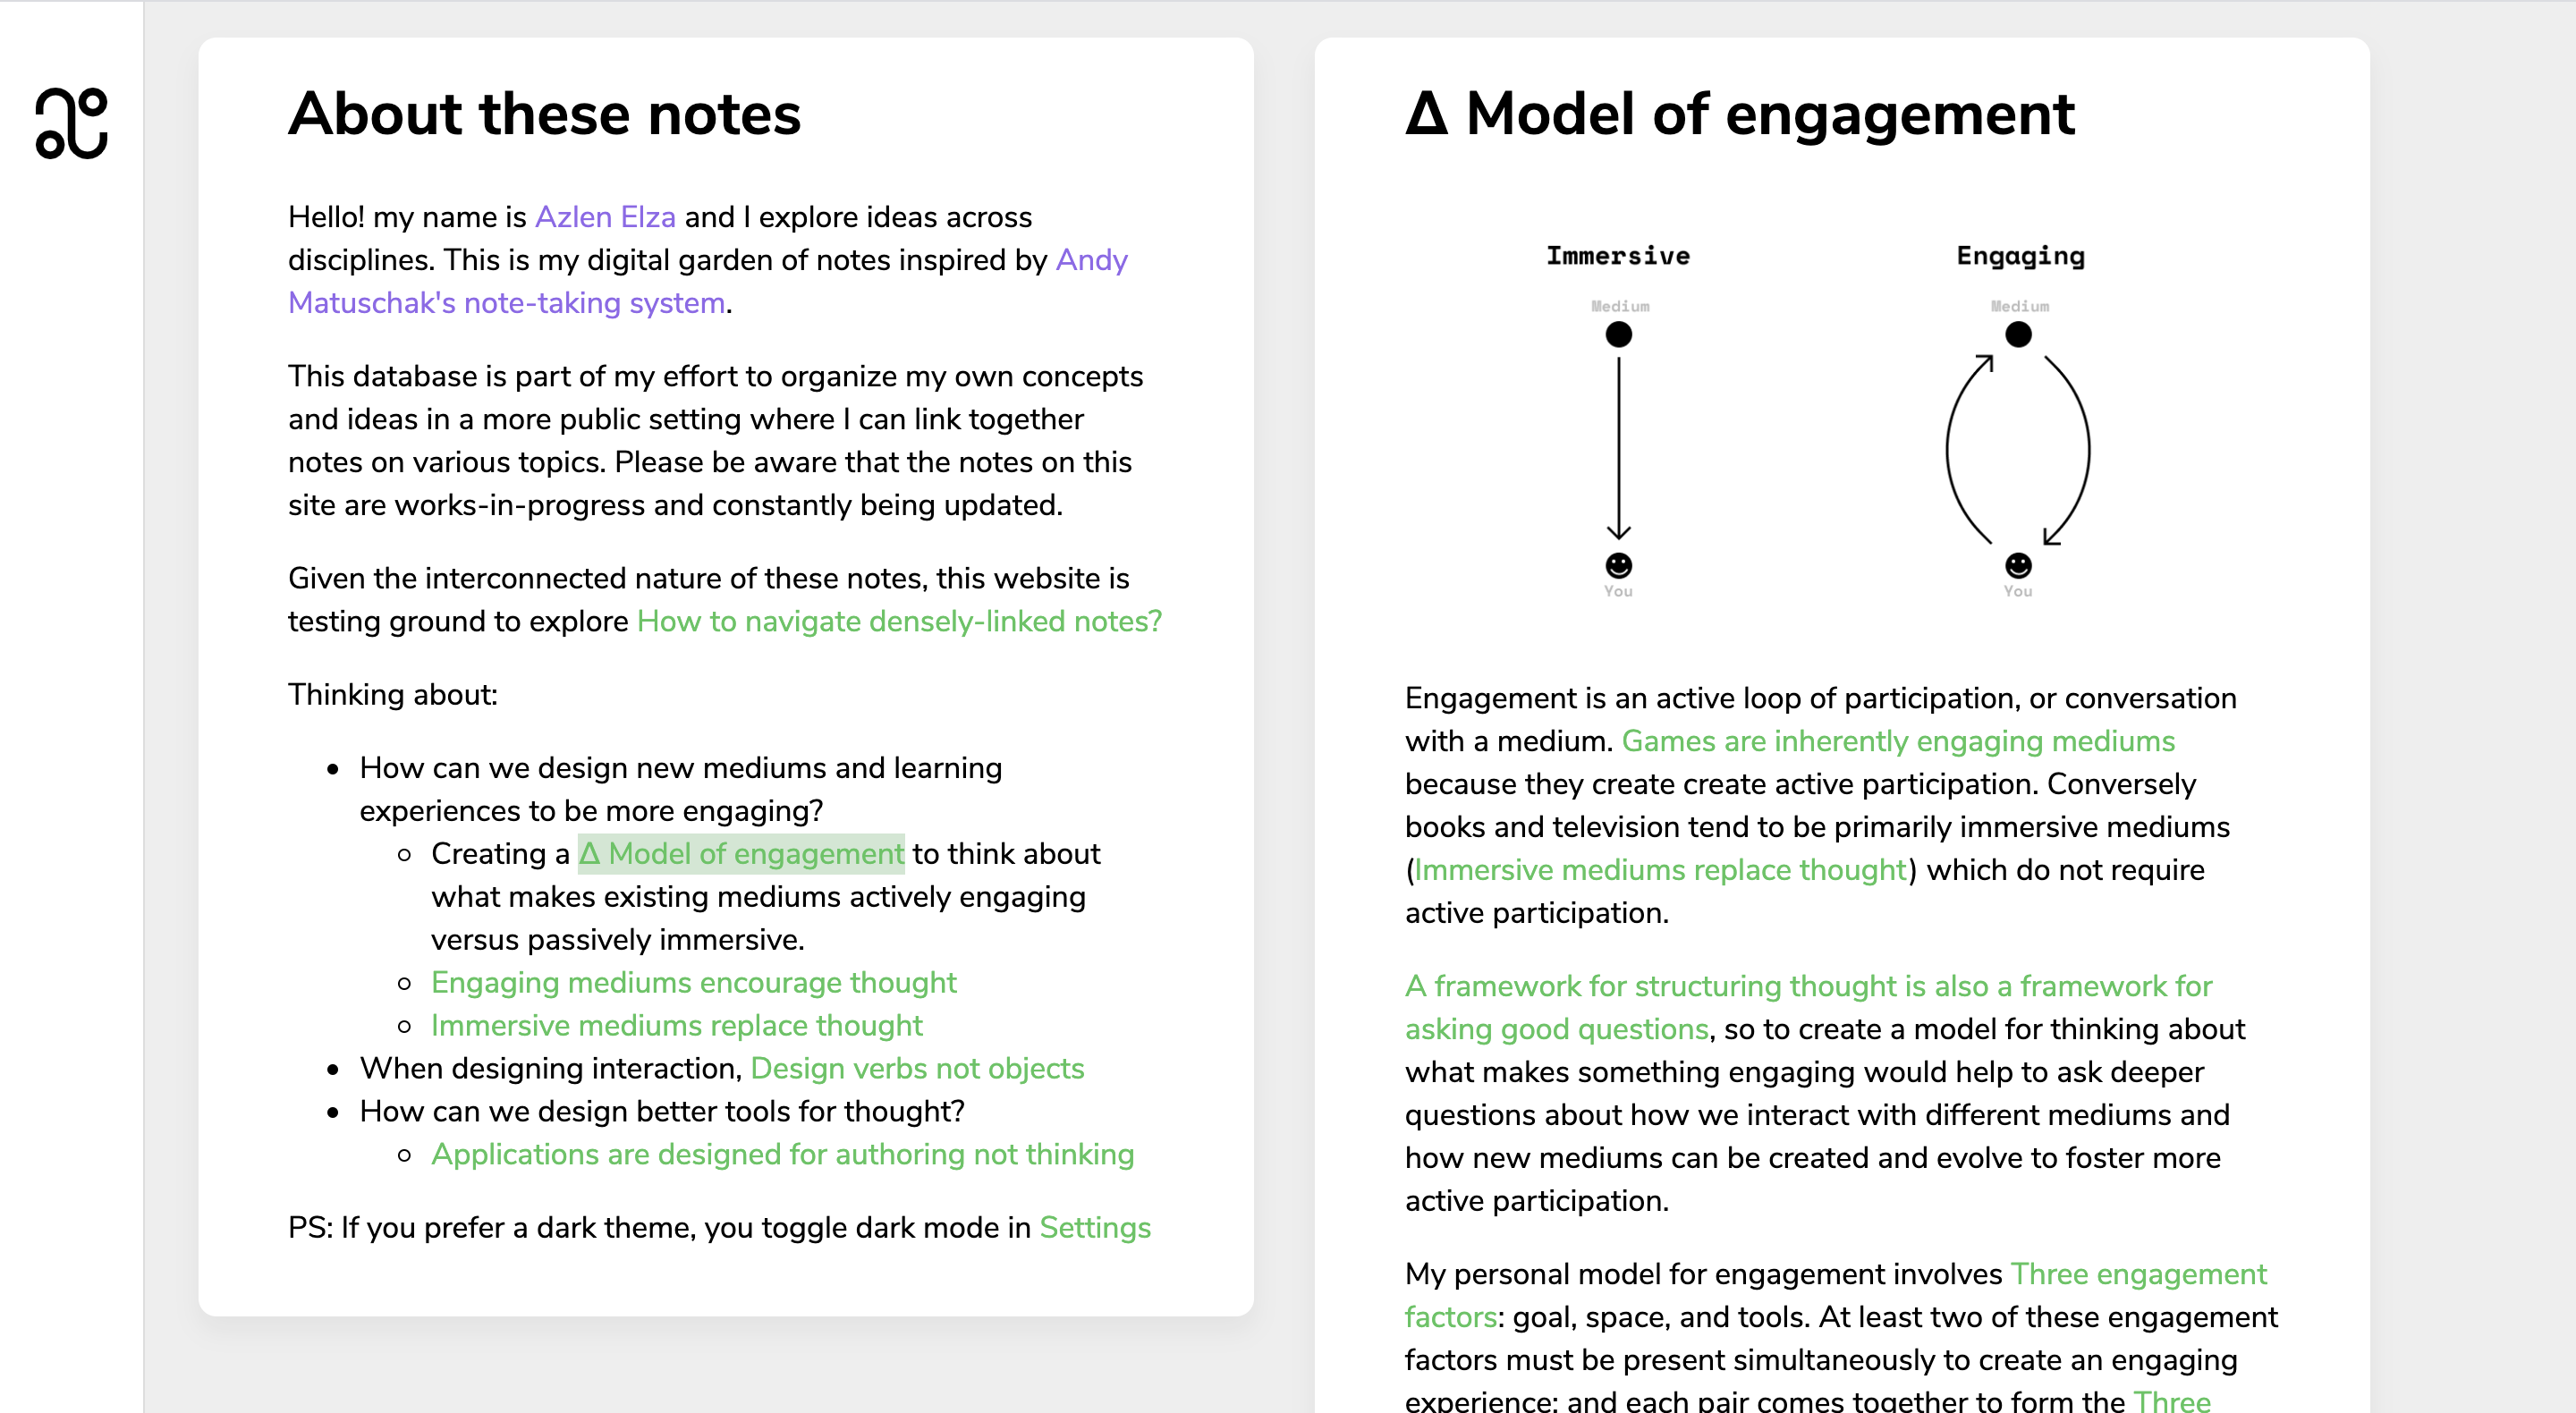 About these notes
Hello! my name is Azlen Elza and I explore ideas across
disciplines. This is my digital garden of notes inspired by Andy
Matuschak's note-taking system.
This database is part of my effort to organize my own concepts
and ideas in a more public setting where I can link together
notes on various topics. Please be aware that the notes on this
site are works-in-progress and constantly being updated.
Given the interconnected nature of these notes, this website is
testing ground to explore How to navigate densely-linked notes?
Thinking about:
• How can we design new mediums and learning
experiences to be more engaging?
○ Creating a Δ Model of engagement to think about
what makes existing mediums actively engaging
versus passively immersive.
○ Engaging mediums encourage thought
○ Immersive mediums replace thought
• When designing interaction, Design verbs not objects
• How can we design better tools for thought?
○ Applications are designed for authoring not thinking
PS: If you prefer a dark theme, you toggle dark mode in Settings
Δ Model of engagement
Immersive
Medium
You
Engaging
Medium
You
Engagement is an active loop of participation, or conversation
with a medium. Games are inherently engaging mediums
because they create create active participation. Conversely
books and television tend to be primarily immersive mediums
(Immersive mediums replace thought) which do not require
active participation.
A framework for structuring thought is also a framework for
asking good questions, so to create a model for thinking about
what makes something engaging would help to ask deeper
questions about how we interact with different mediums and
how new mediums can be created and evolve to foster more
active participation.
My personal model for engagement involves Three engagement
factors: goal, space, and tools. At least two of these engagement
factors must be present simultaneously to create an engaging
experience; and each pair comes together to form the Three